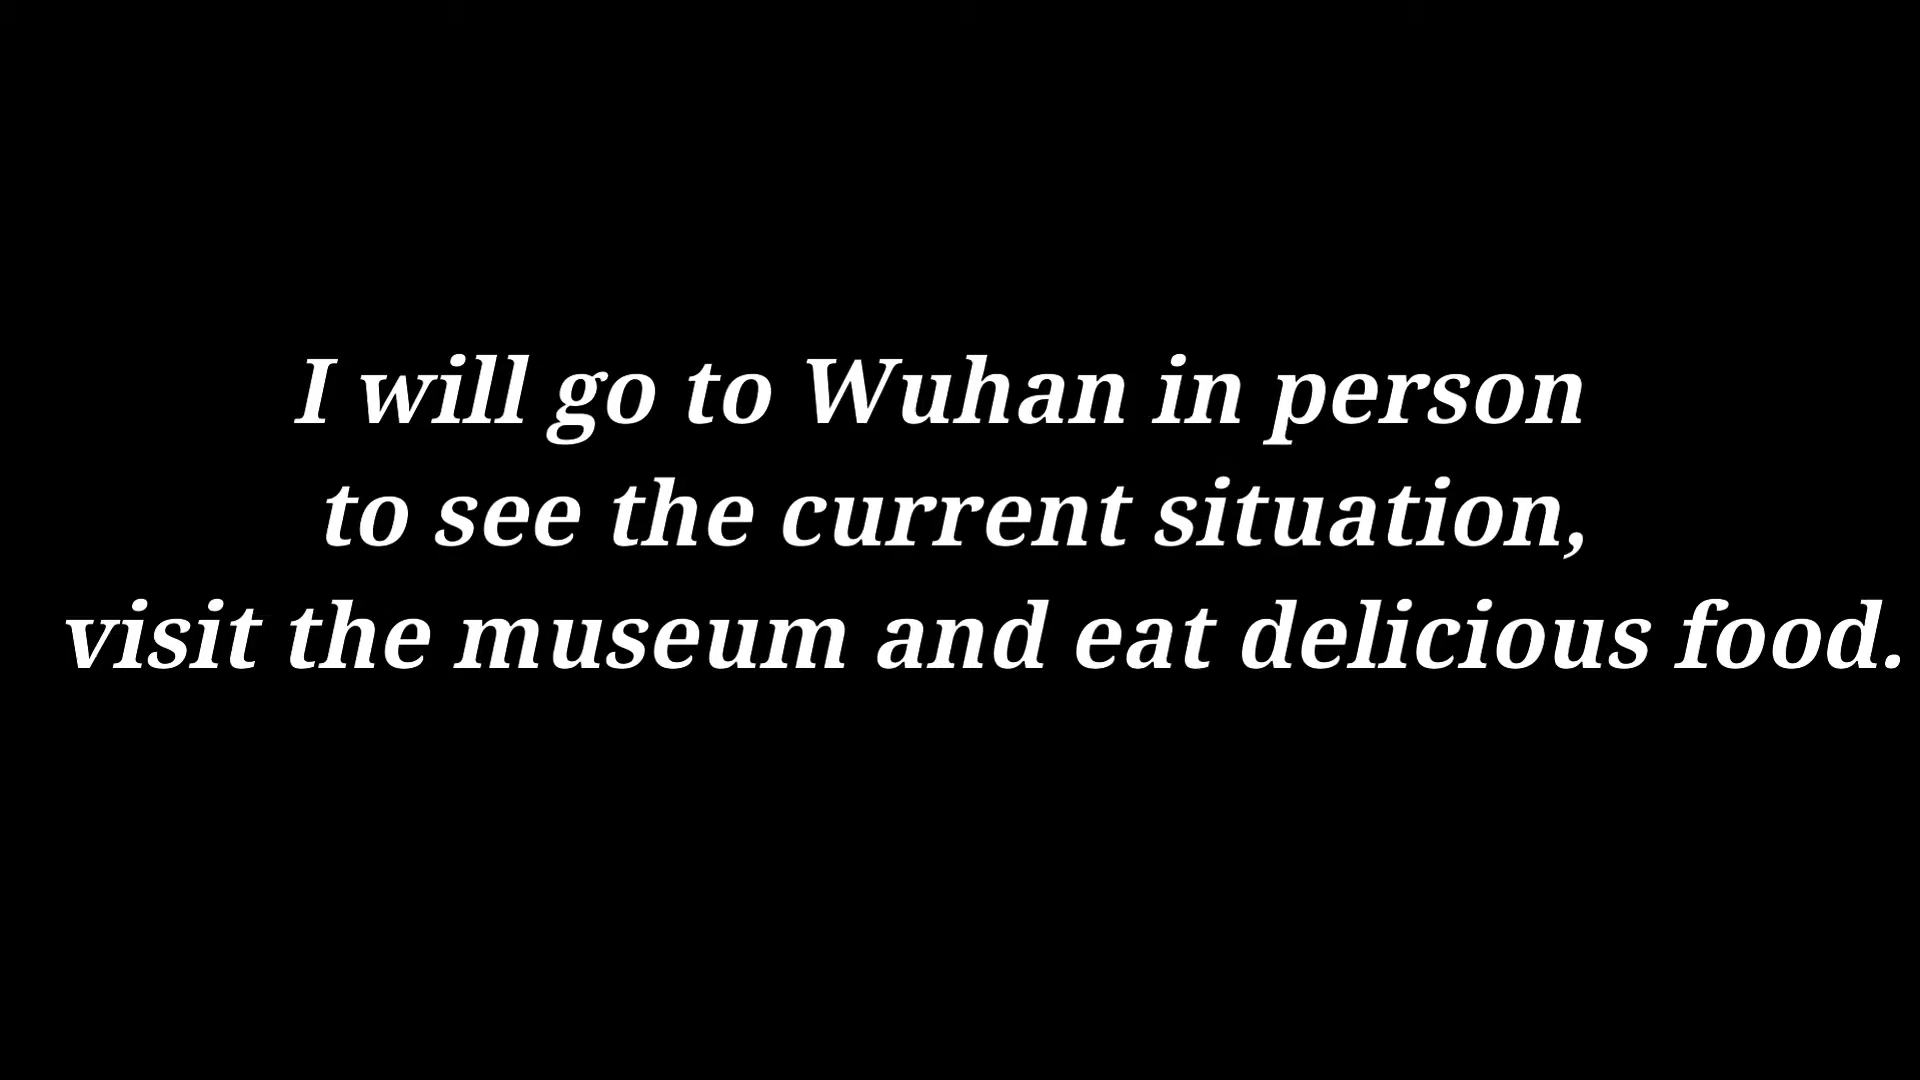 I will go to Wuhan in person
to see the current situation,
visit the museum and eat delicious food.